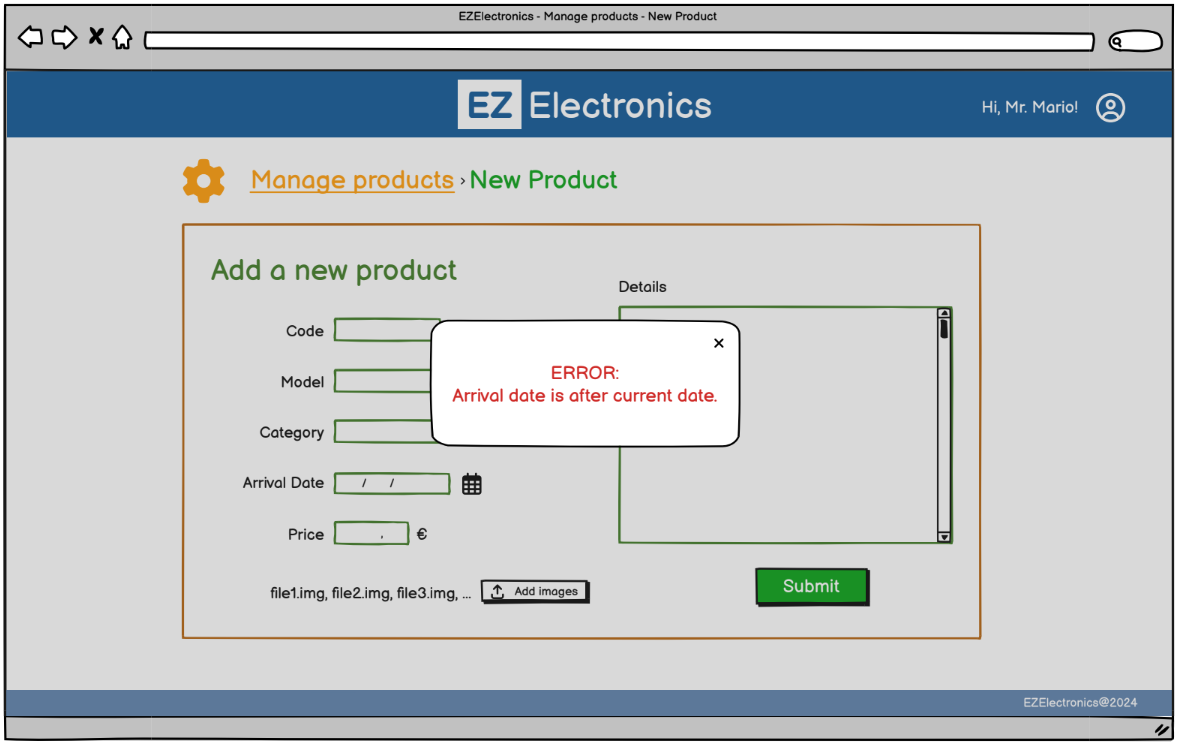 EZElectronics - Manage products - New Product
EZ Electronics
Hi, Mr. Mario!
Manage products › New Product
Add a new product
Details
Code
Model
Category
Arrival Date / /
Price , €
ERROR:
Arrival date is after current date.
file1.img, file2.img, file3.img, ... Add images
Submit
EZElectronics@2024